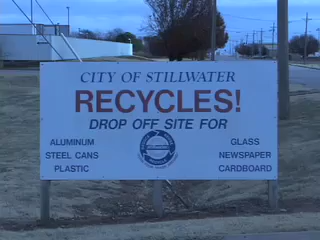 CITY OF STILLWATER
RECYCLES!
DROP OFF SITE FOR
ALUMINUM
STEEL CANS
PLASTIC
GLASS
NEWSPAPER
CARDBOARD